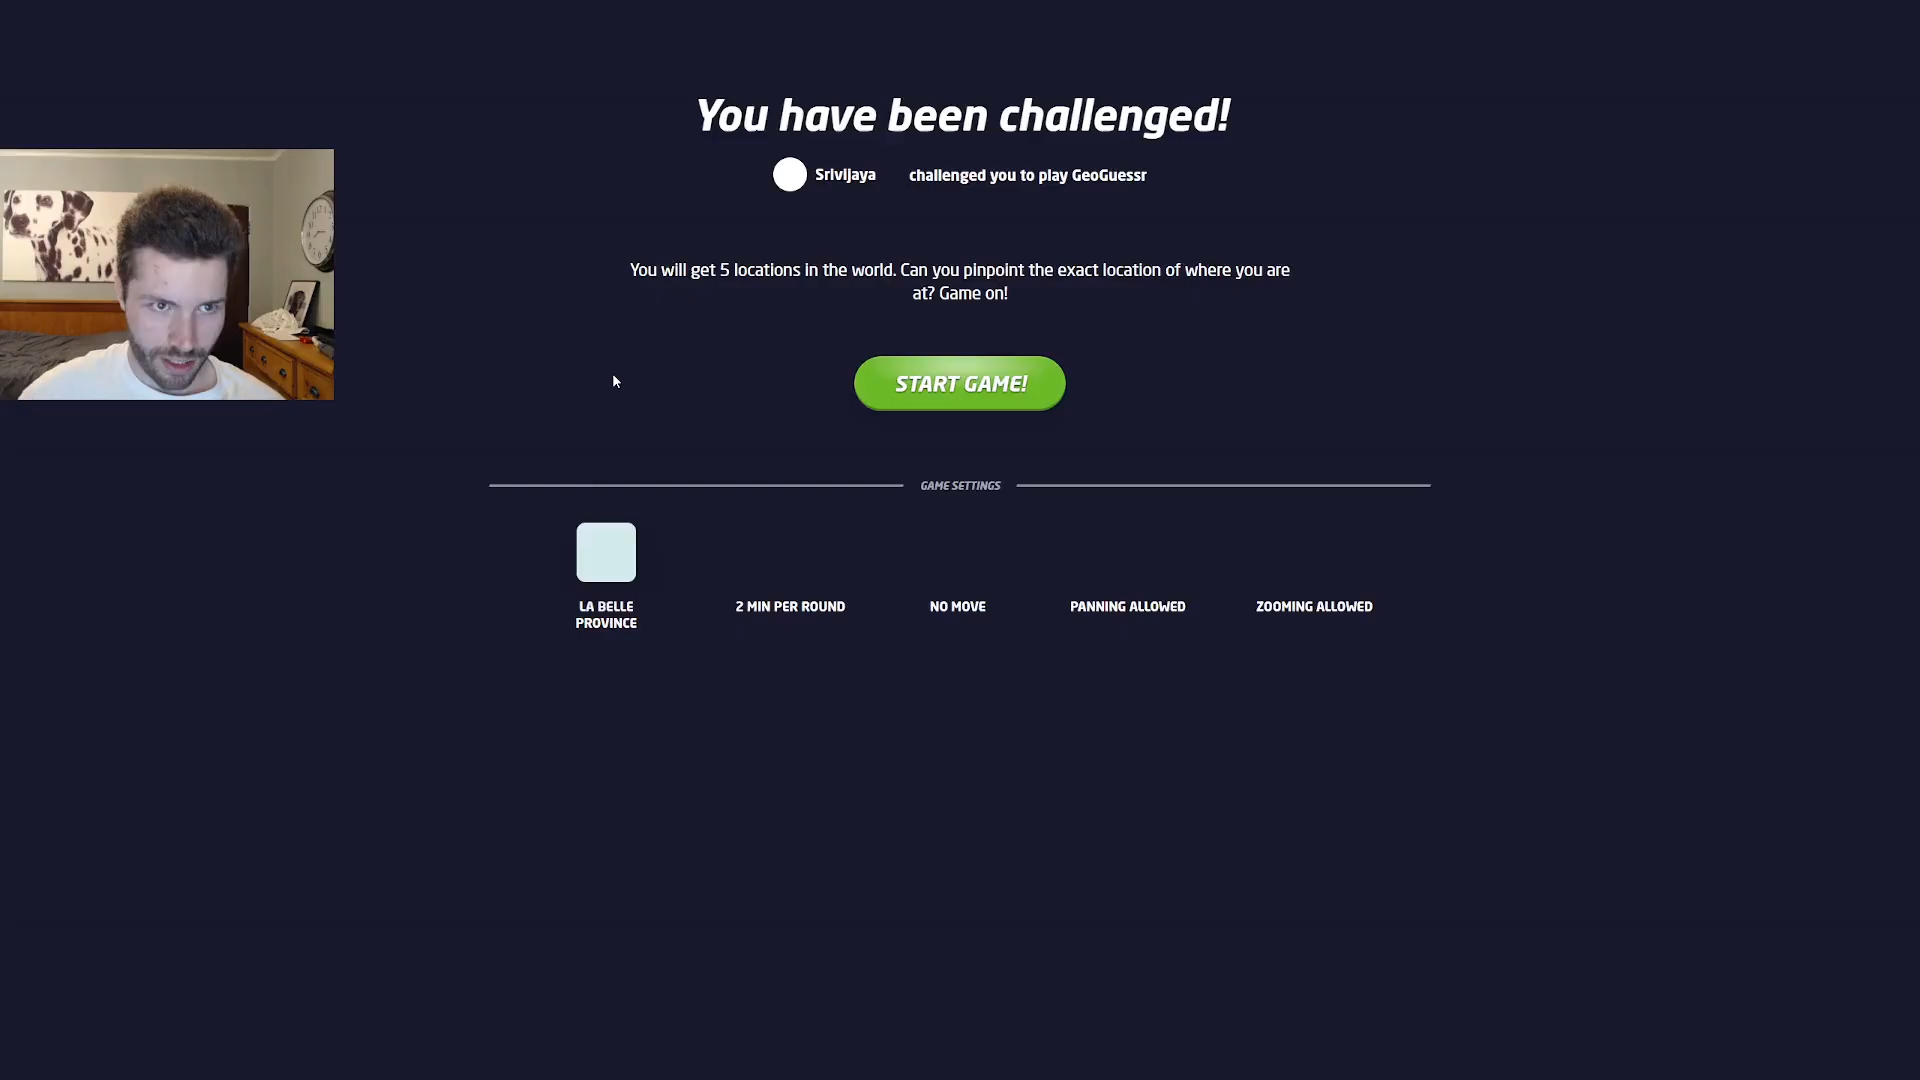 You have been challenged!
Srivijaya challenged you to play GeoGuessr
You will get 5 locations in the world. Can you pinpoint the exact location of where you are
at? Game on!
START GAME!
GAME SETTINGS
LA BELLE
PROVINCE
2 MIN PER ROUND
NO MOVE
PANNING ALLOWED
ZOOMING ALLOWED